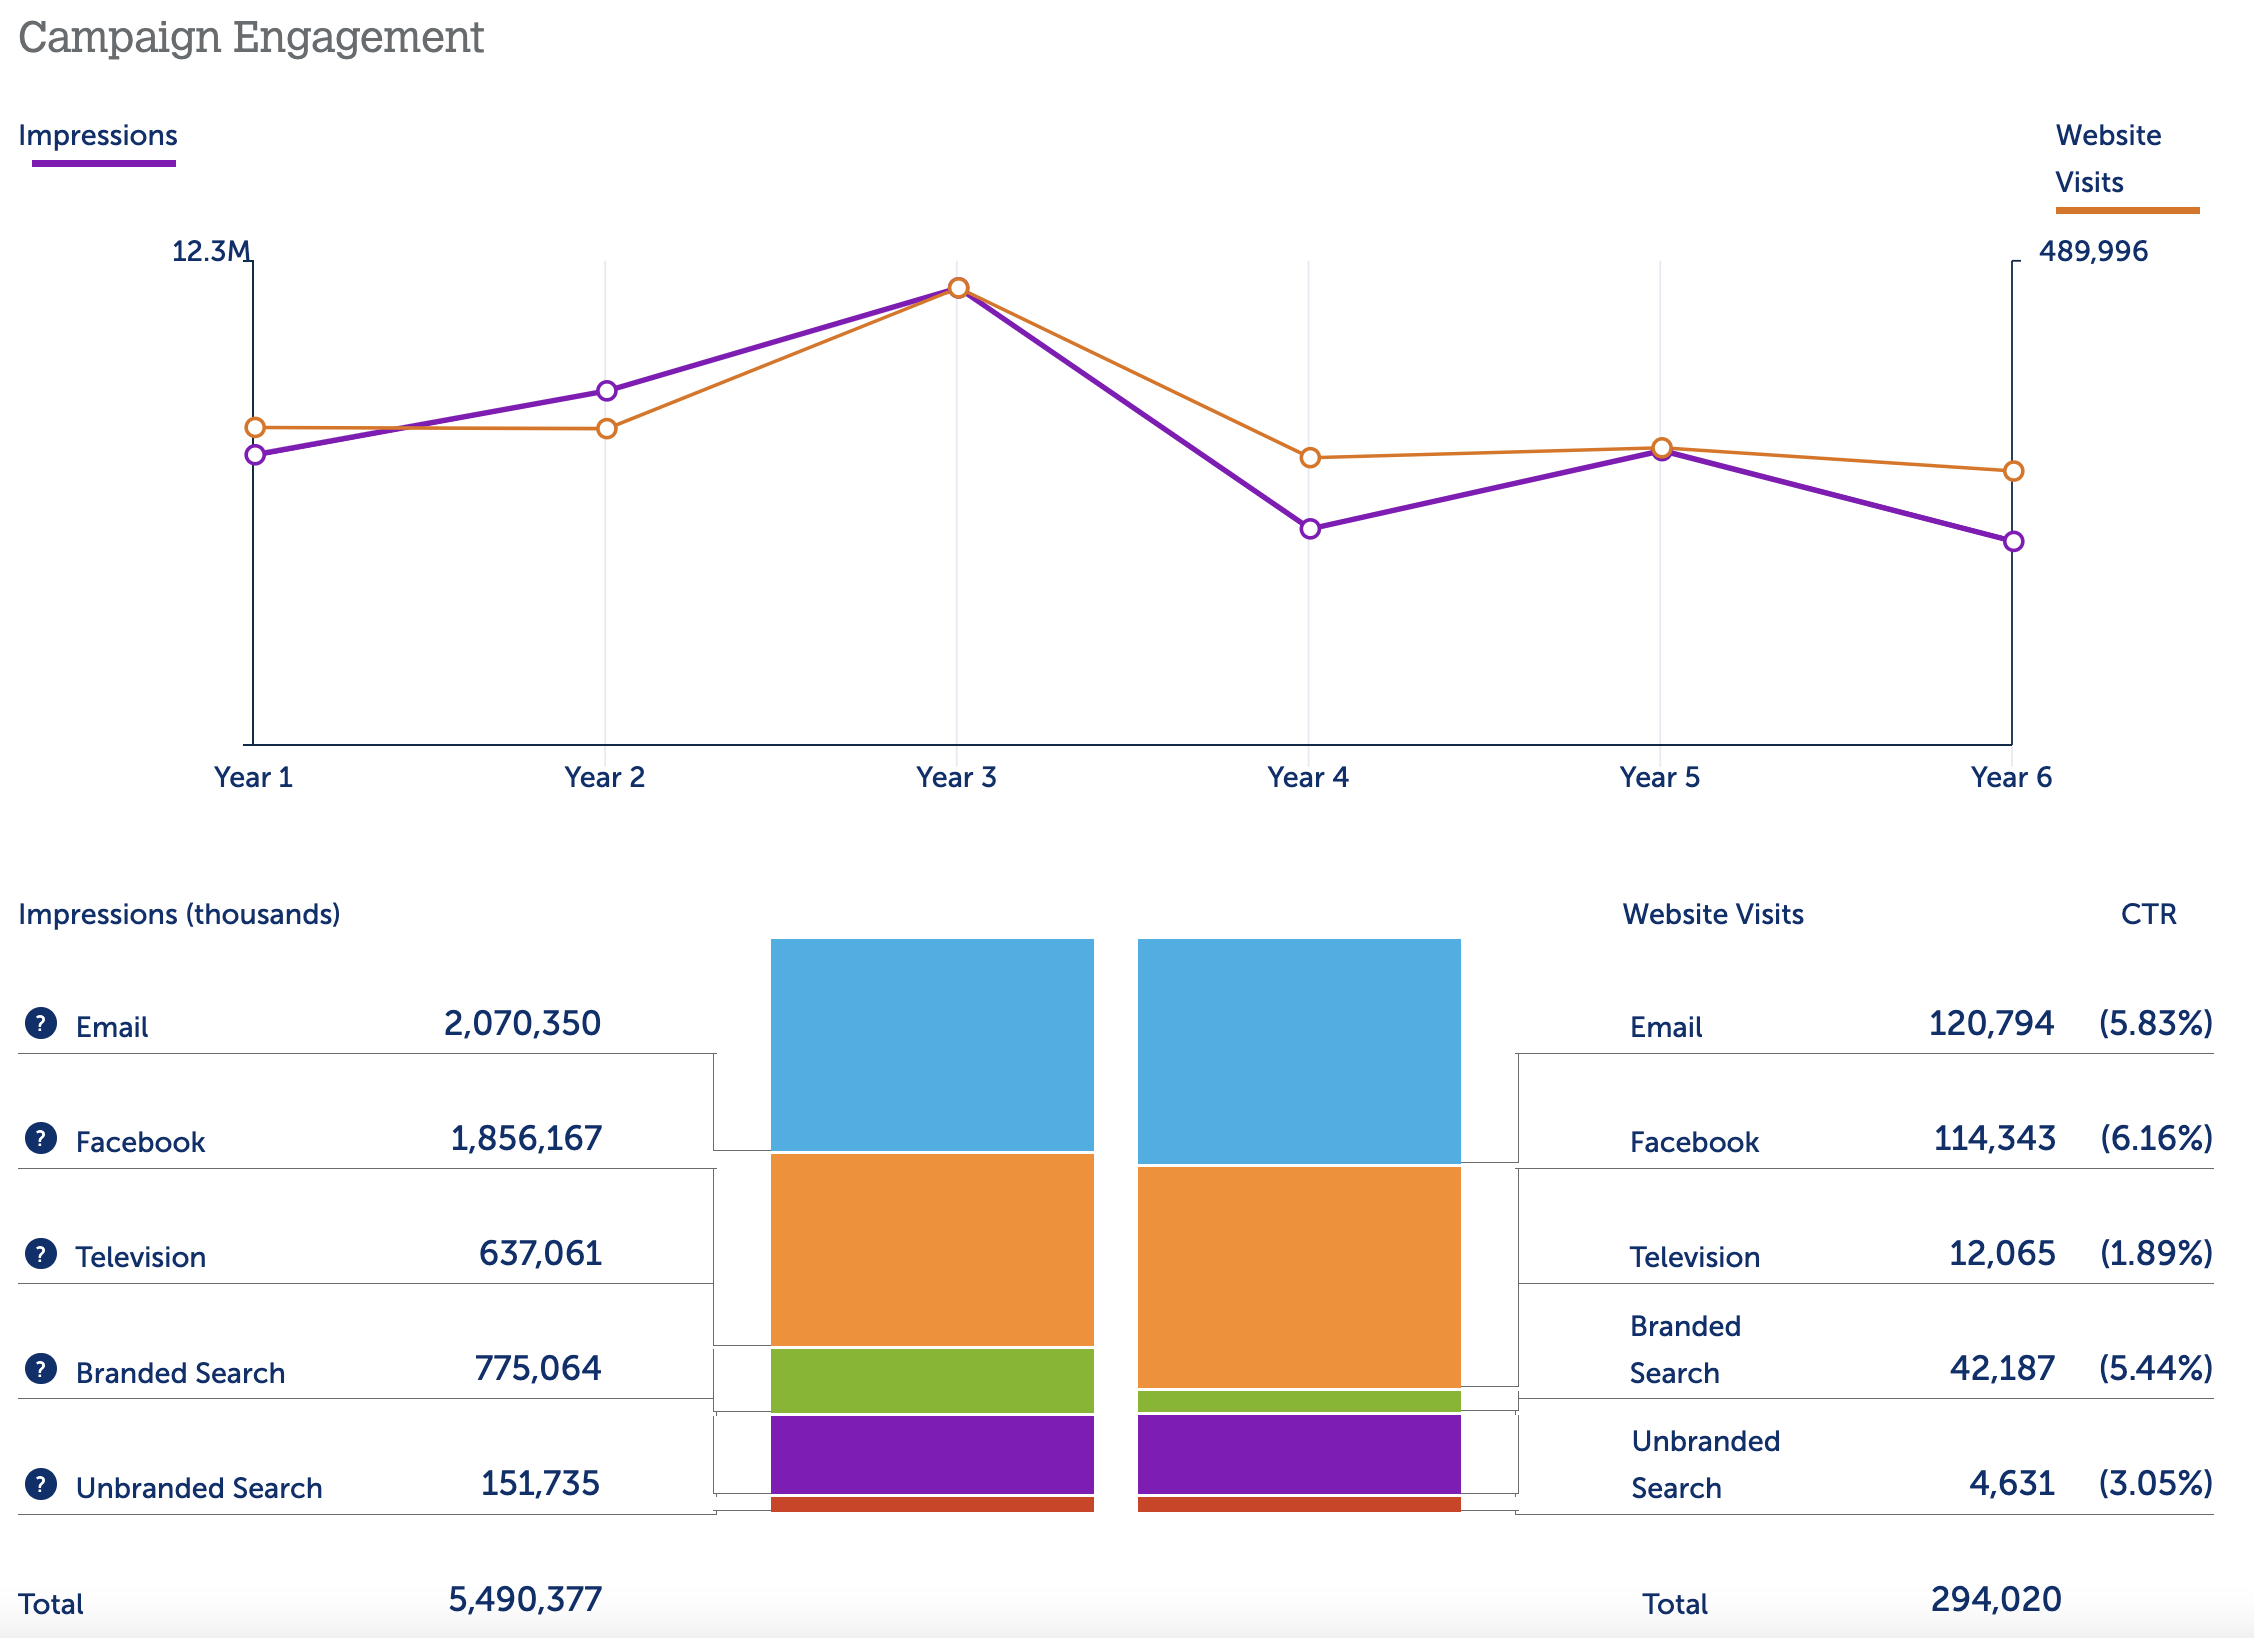 Campaign Engagement
Impressions
Website
Visits
12.3M
489,996
Year 1 Year 2 Year 3 Year 4 Year 5 Year 6
Impressions (thousands)
Website Visits CTR
? Email 2,070,350
Email 120,794 (5.83%)
? Facebook 1,856,167
Facebook 114,343 (6.16%)
? Television 637,061
Television 12,065 (1.89%)
? Branded Search 775,064
Branded
Search 42,187 (5.44%)
? Unbranded Search 151,735
Unbranded
Search 4,631 (3.05%)
Total 5,490,377
Total 294,020